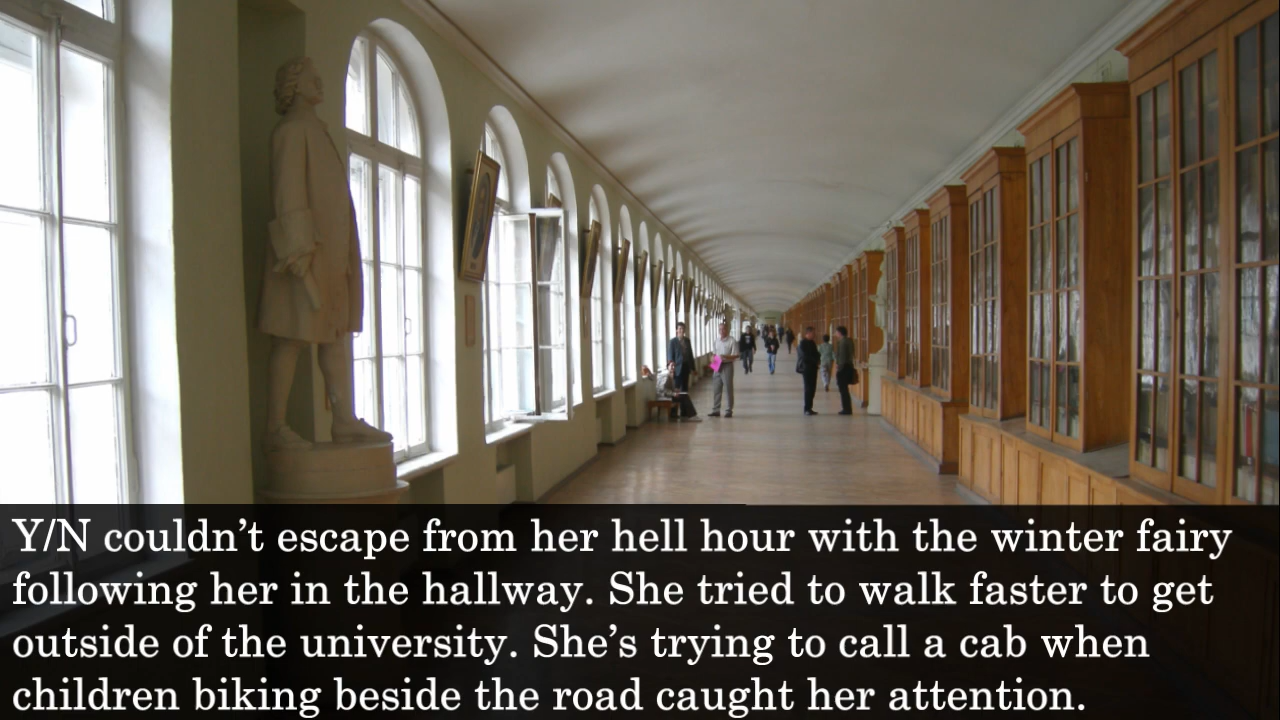 Y/N couldn’t escape from her hell hour with the winter fairy
following her in the hallway. She tried to walk faster to get
outside of the university. She’s trying to call a cab when
children biking beside the road caught her attention.